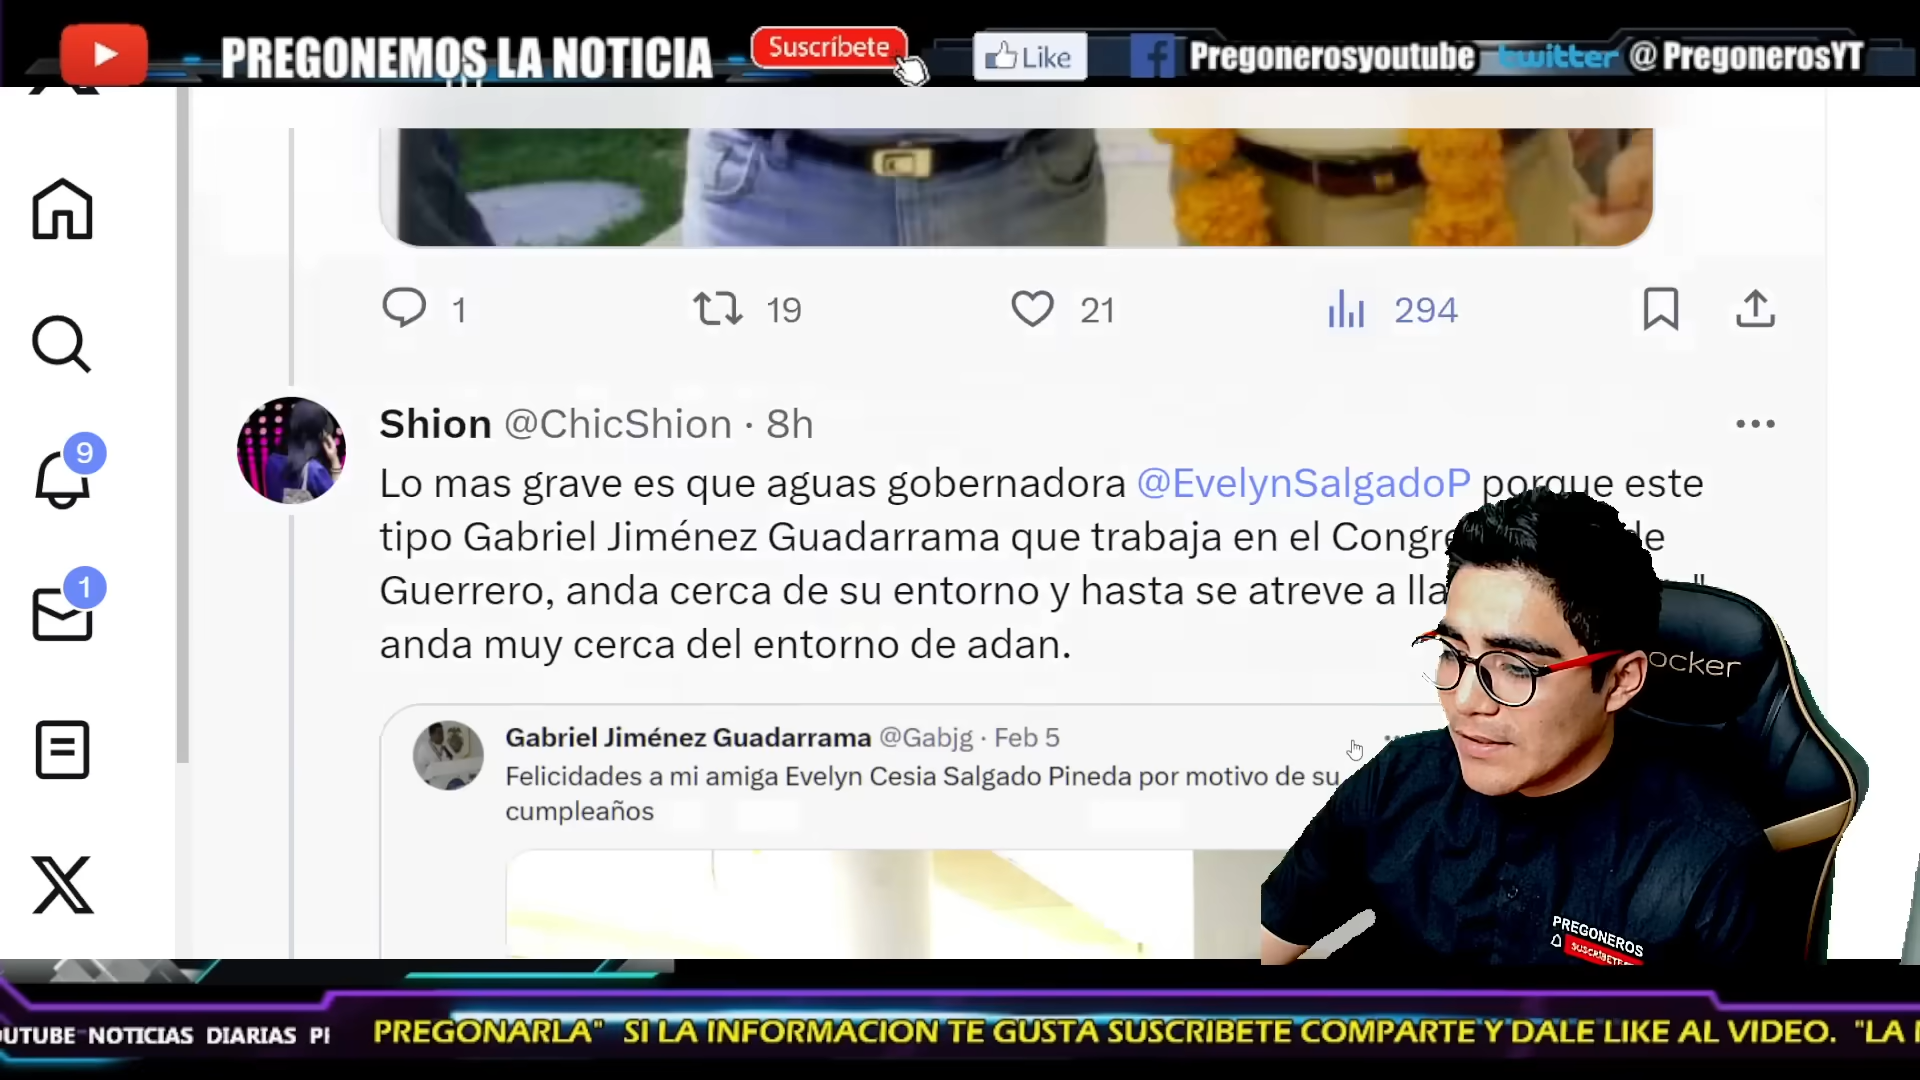 PREGONEMOS LA NOTICIA
Suscríbete
Like
Pregonerosyoutube
twitter @PregonerosYT
1 19 21 294
9
1
Shion @ChicShion · 8h
Lo mas grave es que aguas gobernadora @EvelynSalgadoP porque este
tipo Gabriel Jiménez Guadarrama que trabaja en el
Guerrero, anda cerca de su entorno y hasta se atreve a
anda muy cerca del entorno de adan.
Gabriel Jiménez Guadarrama @Gabjg · Feb 5
Felicidades a mi amiga Evelyn Cesia Salgado Pineda por motivo de su
cumpleaños
ocker
PREGONEROS
NOTICIAS DIARIAS
PREGONARLA" SI LA INFORMACION TE GUSTA SUSCRIBETE COMPARTE Y DALE LIKE AL VIDEO. "LA